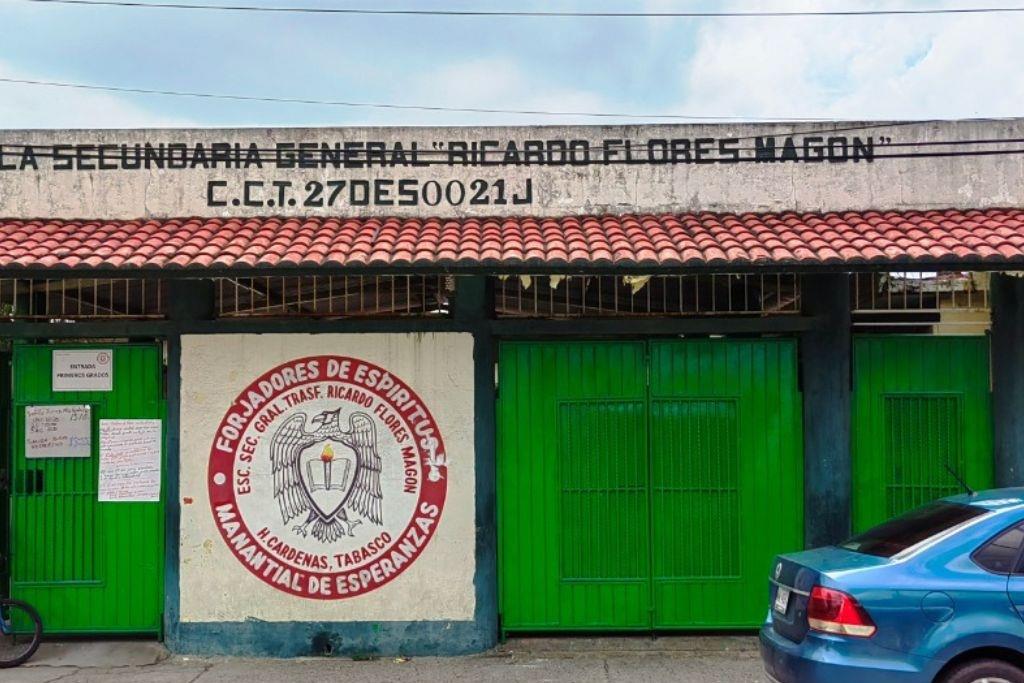 LA SECUNDARIA GENERAL "RICARDO FLORES MAGON"
C.C.T. 27DES0021J
ENTRADA
PRIMEROS GRADOS
FORJADORES DE ESPIRITUS
ESC. SEC. GRAL. TRASF. RICARDO FLORES MAGON
H. CARDENAS, TABASCO
MANANTIAL DE ESPERANZAS